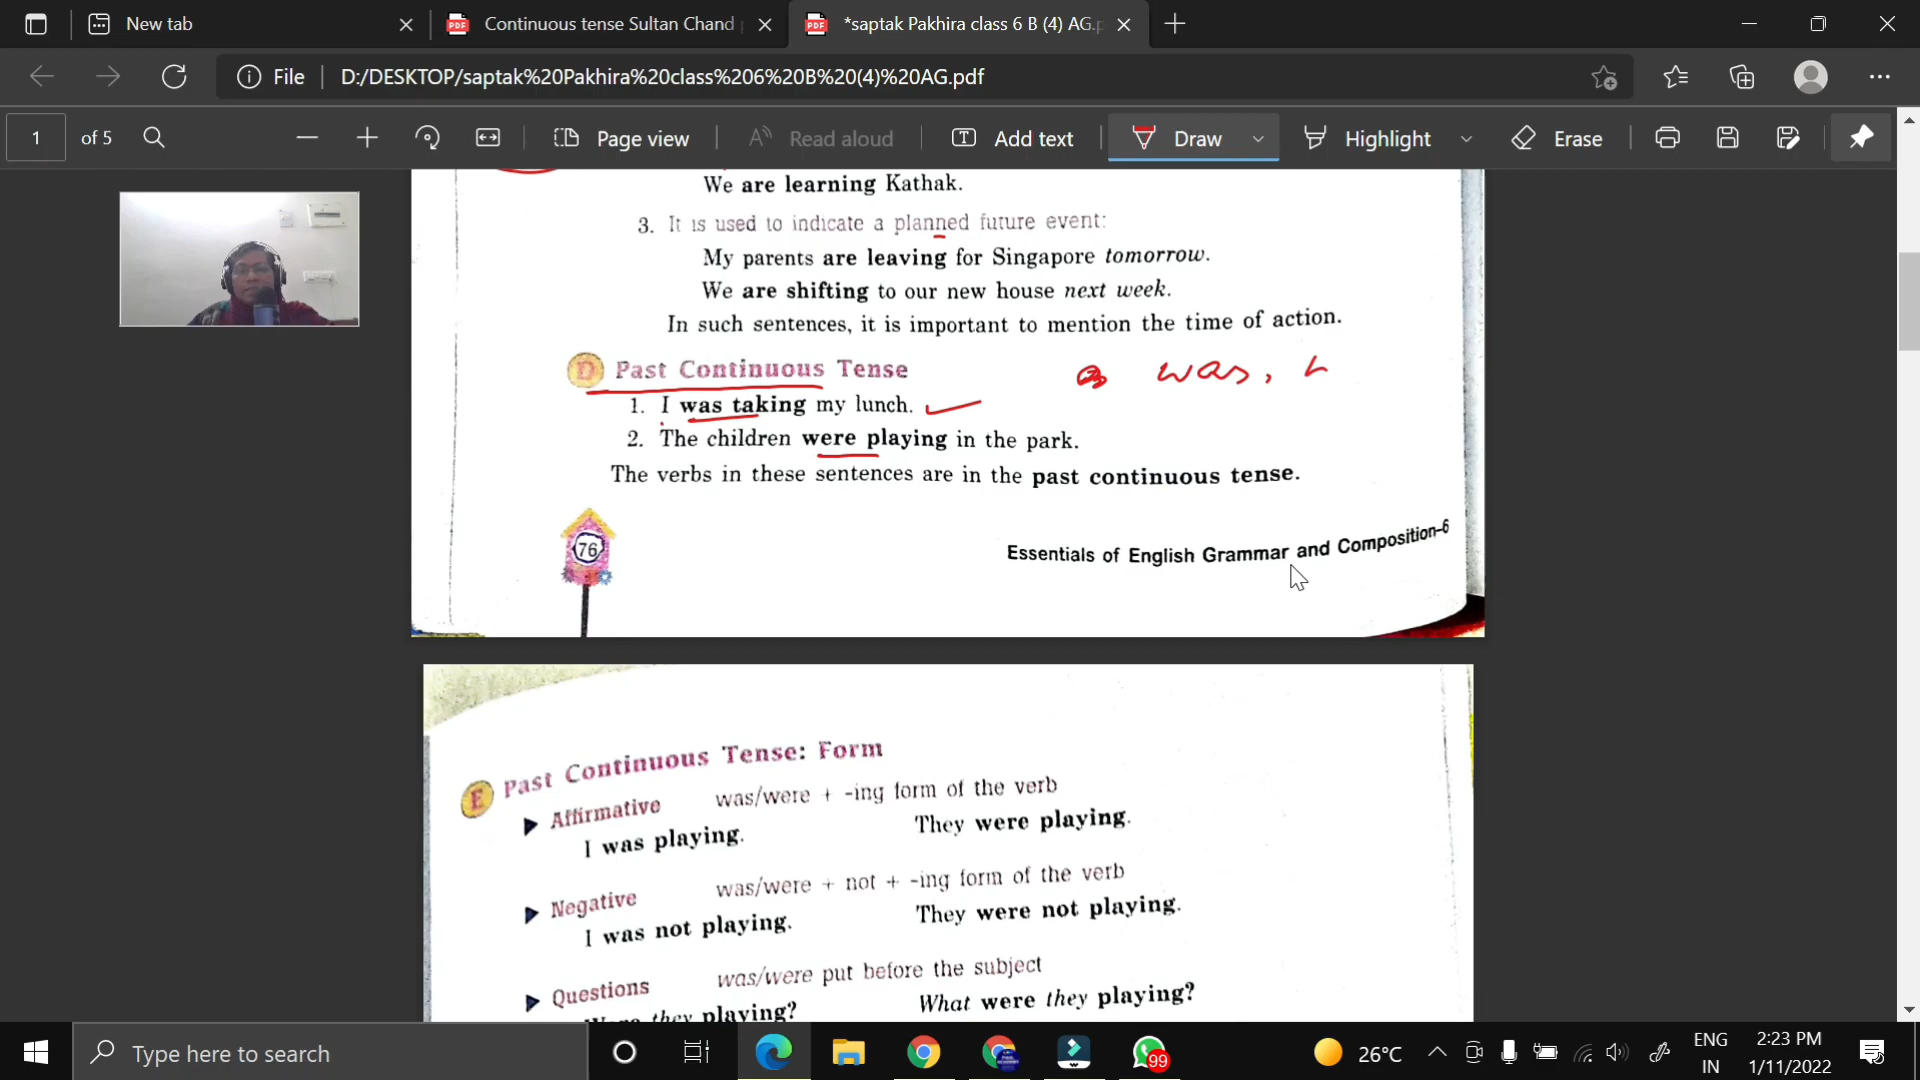 New tab
Continuous tense Sultan Chand
*saptak Pakhira class 6 B (4) AG.p
File
D:/DESKTOP/saptak%20Pakhira%20class%206%20B%20(4)%20AG.pdf
1 of 5
Page view
Read aloud
Add text
Draw
Highlight
Erase
We are learning Kathak.
3. It is used to indicate a planned future event:
My parents are leaving for Singapore tomorrow.
We are shifting to our new house next week.
In such sentences, it is important to mention the time of action.
D Past Continuous Tense
was,
1. I was taking my lunch.
2. The children were playing in the park.
The verbs in these sentences are in the past continuous tense.
76
Essentials of English Grammar and Composition-6
E Past Continuous Tense: Form
Affirmative was/were + -ing form of the verb
I was playing. They were playing.
Negative was/were + not + -ing form of the verb
I was not playing. They were not playing.
Questions was/were put before the subject
Were they playing? What were they playing?
Type here to search
99
26°C
ENG
IN
2:23 PM
1/11/2022